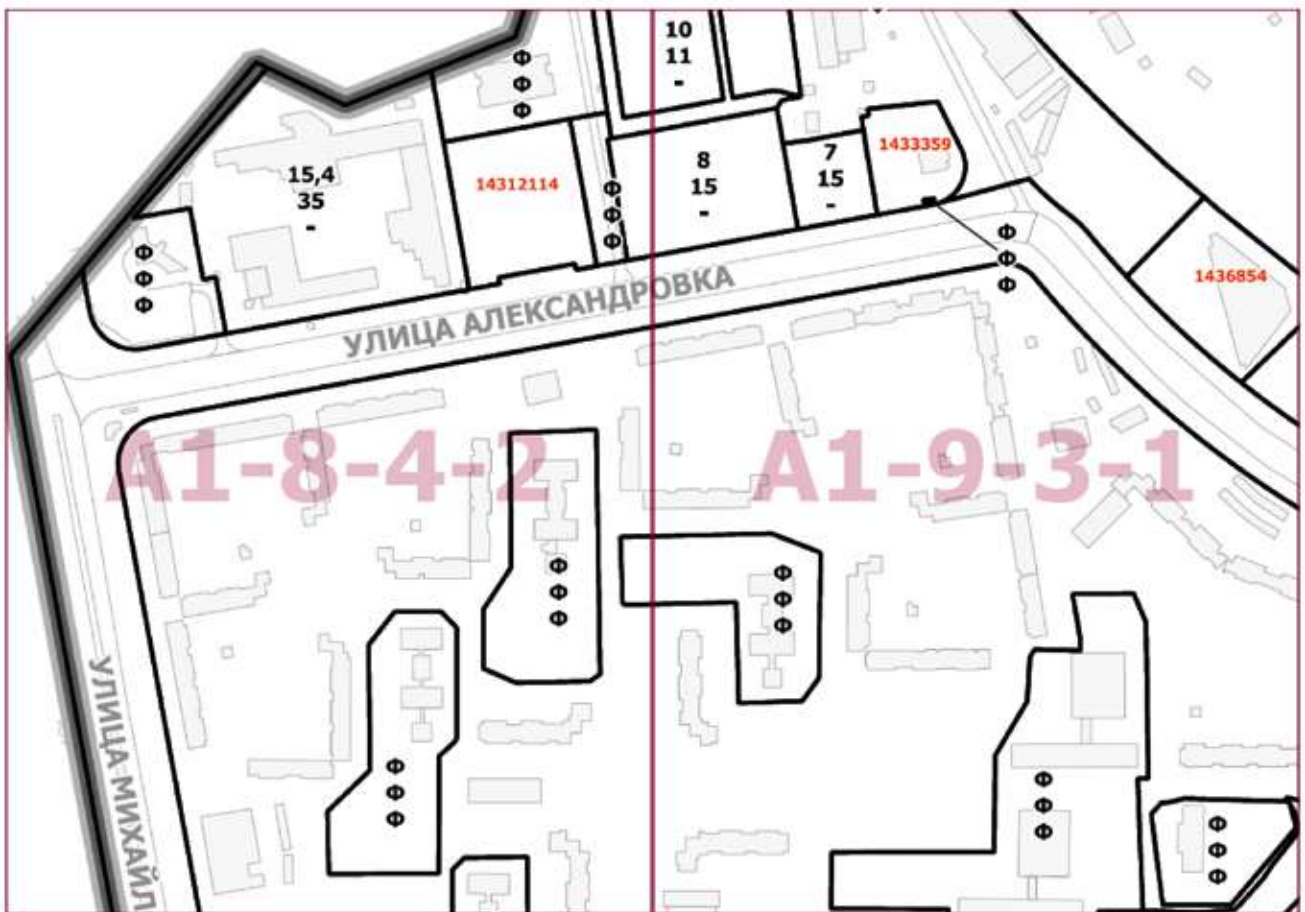 10
11
-
Ф
Ф
Ф
15,4
35
-
14312114
8
15
-
7
15
-
1433359
Ф
Ф
Ф
Ф
Ф
Ф
Ф
Ф
Ф
1436854
УЛИЦА АЛЕКСАНДРОВКА
А1-8-4-2
А1-9-3-1
Ф
Ф
Ф
Ф
Ф
Ф
УЛИЦА МИХАЙЛ
Ф
Ф
Ф
Ф
Ф
Ф
Ф
Ф
Ф